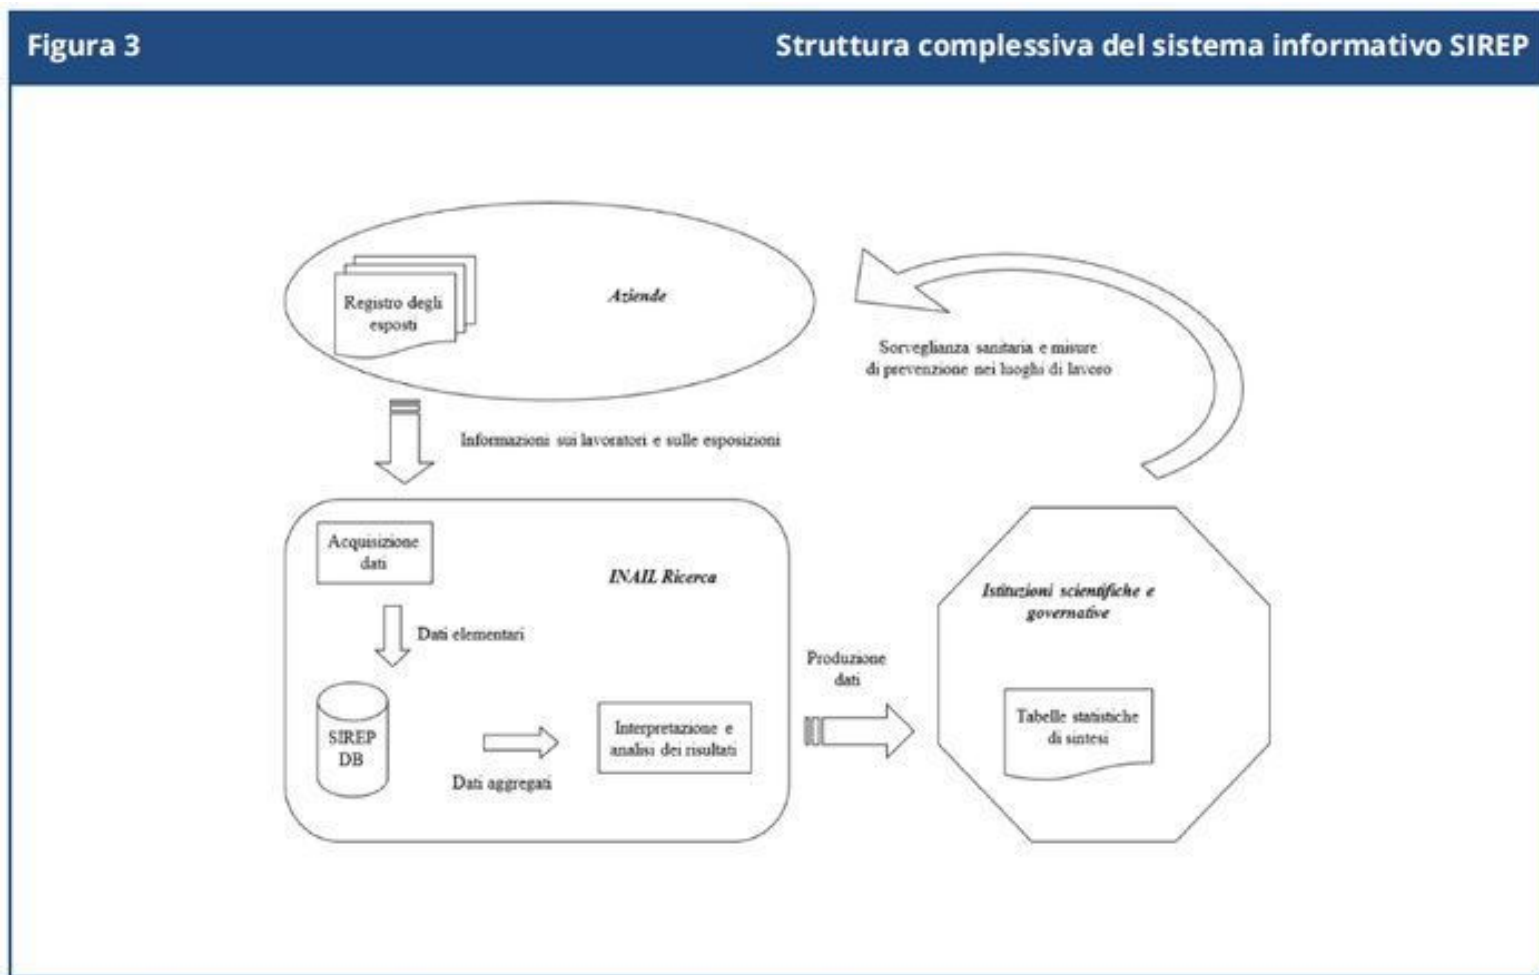 Figura 3
Struttura complessiva del sistema informativo SIREP
Registro degli
esposti
Aziende
Sorveglianza sanitaria e misure
di prevenzione nei luoghi di lavoro
Informazioni sui lavoratori e sulle esposizioni
Acquisizione
dati
INAIL Ricerca
Dati elementari
SIREP
DB
Dati aggregati
Interpretazione e
analisi dei risultati
Produzione
dati
Istituzioni scientifiche e
governative
Tabelle statistiche
di sintesi